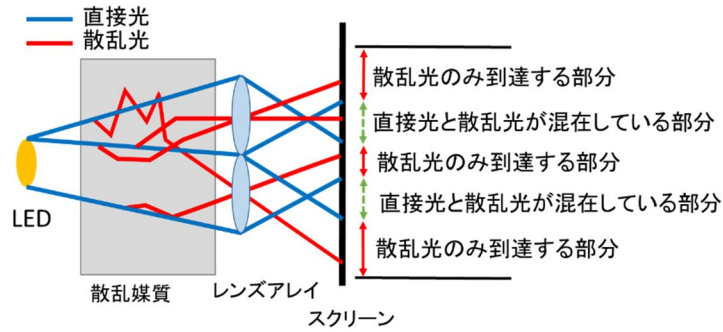 直接光
散乱光
散乱光のみ到達する部分
直接光と散乱光が混在している部分
散乱光のみ到達する部分
直接光と散乱光が混在している部分
散乱光のみ到達する部分
LED
散乱媒質
レンズアレイ
スクリーン